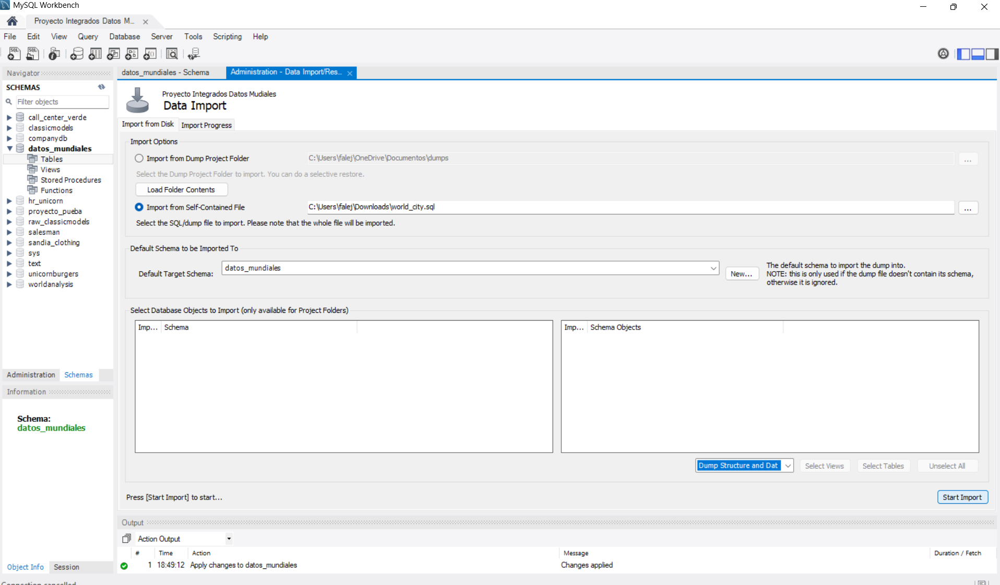 MySQL Workbench
Proyecto Integrados Datos M...
File Edit View Query Database Server Tools Scripting Help
Navigator
SCHEMAS
Filter objects
call_center_verde
classicmodels
companydb
datos_mundiales
Tables
Views
Stored Procedures
Functions
hr_unicorn
proyecto_pueba
raw_classicmodels
salesman
sandia_clothing
sys
text
unicornburgers
worldanalysis
Administration Schemas
Information
Schema:
datos_mundiales
Object Info Session
datos_mundiales - Schema
Administration - Data Import/Res...
Proyecto Integrados Datos Mudiales
Data Import
Import from Disk Import Progress
Import Options
Import from Dump Project Folder C:\Users\falej\OneDrive\Documentos\dumps ...
Select the Dump Project Folder to import. You can do a selective restore.
Load Folder Contents
Import from Self-Contained File C:\Users\falej\Downloads\world_city.sql ...
Select the SQL/dump file to import. Please note that the whole file will be imported.
Default Schema to be Imported To
Default Target Schema: datos_mundiales New...
The default schema to import the dump into.
NOTE: this is only used if the dump file doesn't contain its schema,
otherwise it is ignored.
Select Database Objects to Import (only available for Project Folders)
Imp... Schema
Imp... Schema Objects
Dump Structure and Dat Select Views Select Tables Unselect All
Press [Start Import] to start...
Start Import
Output
Action Output
# Time Action Message Duration / Fetch
1 18:49:12 Apply changes to datos_mundiales Changes applied
Connection cancelled